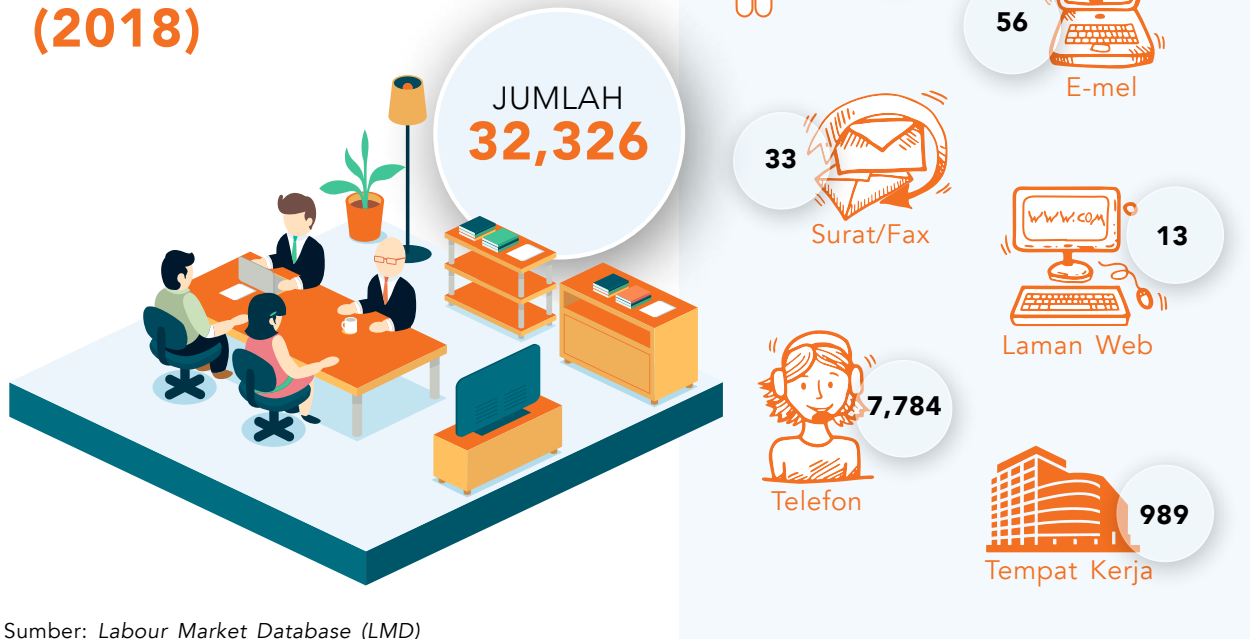 (2018)
JUMLAH
32,326
56
E-mel
33
Surat/Fax
WWW.COM
13
Laman Web
7,784
Telefon
989
Tempat Kerja
Sumber: Labour Market Database (LMD)